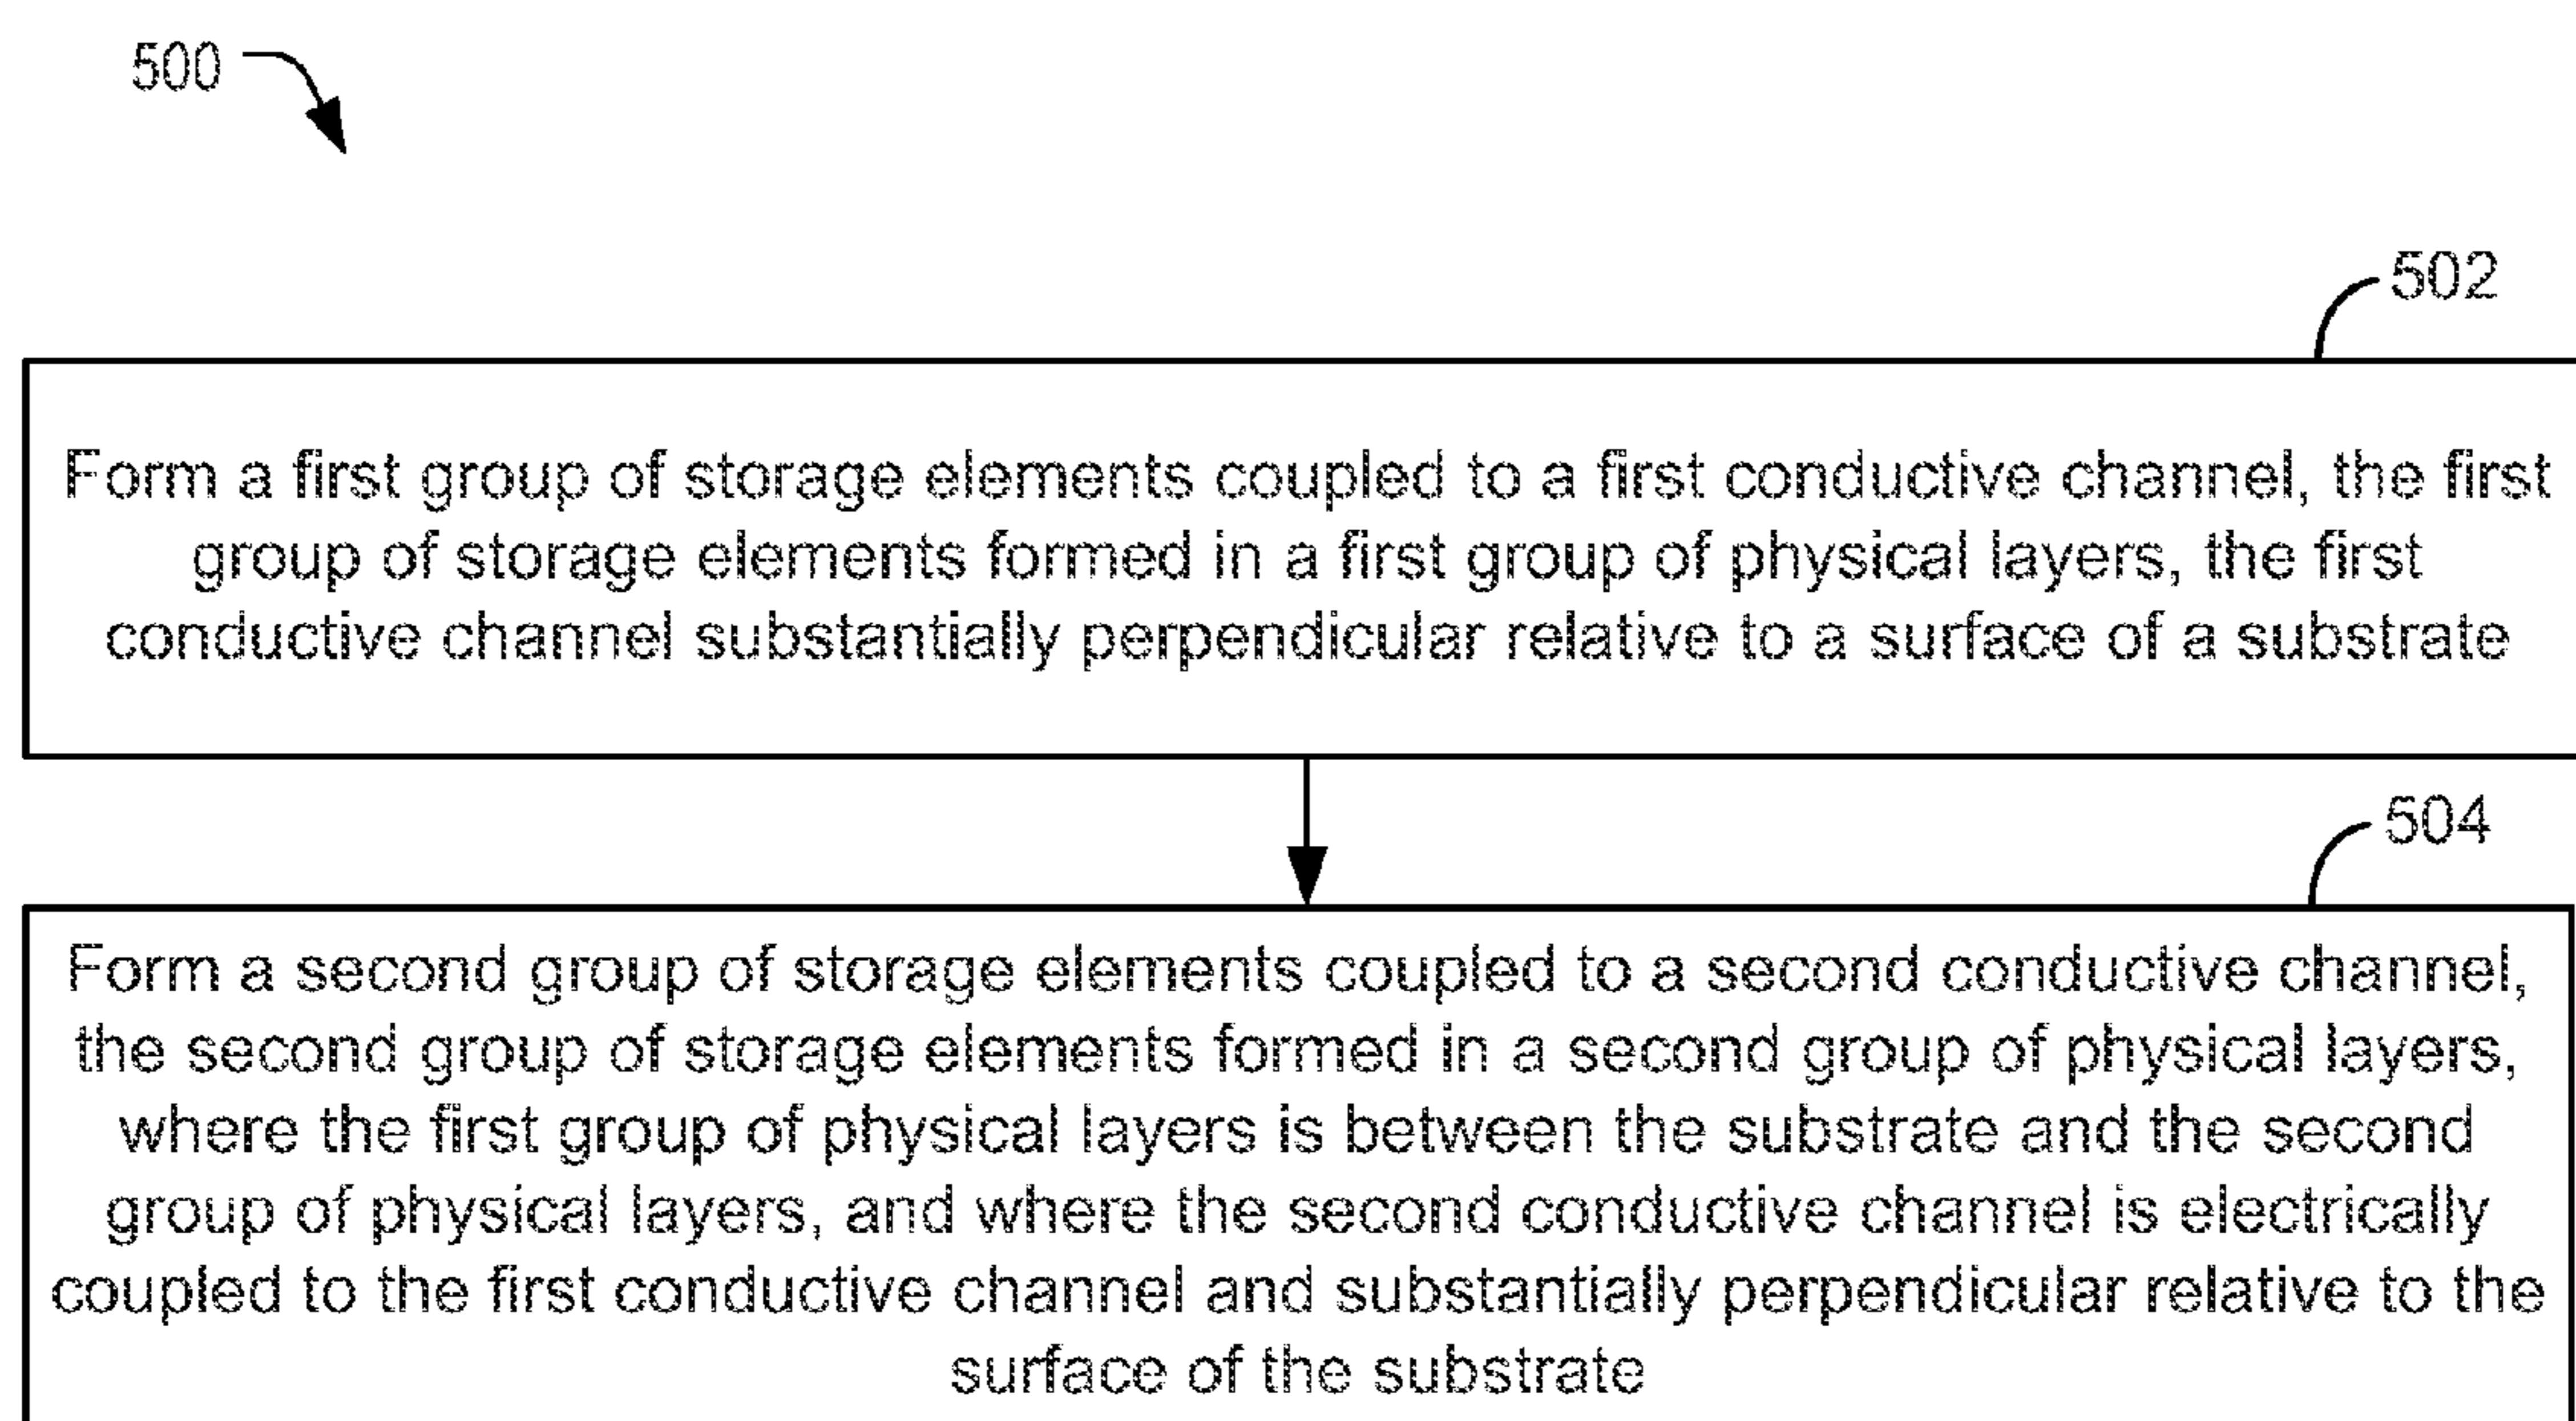 500
502
Form a first group of storage elements coupled to a first conductive channel, the first
group of storage elements formed in a first group of physical layers, the first
conductive channel substantially perpendicular relative to a surface of a substrate
504
Form a second group of storage elements coupled to a second conductive channel,
the second group of storage elements formed in a second group of physical layers,
where the first group of physical layers is between the substrate and the second
group of physical layers, and where the second conductive channel is electrically
coupled to the first conductive channel and substantially perpendicular relative to the
surface of the substrate